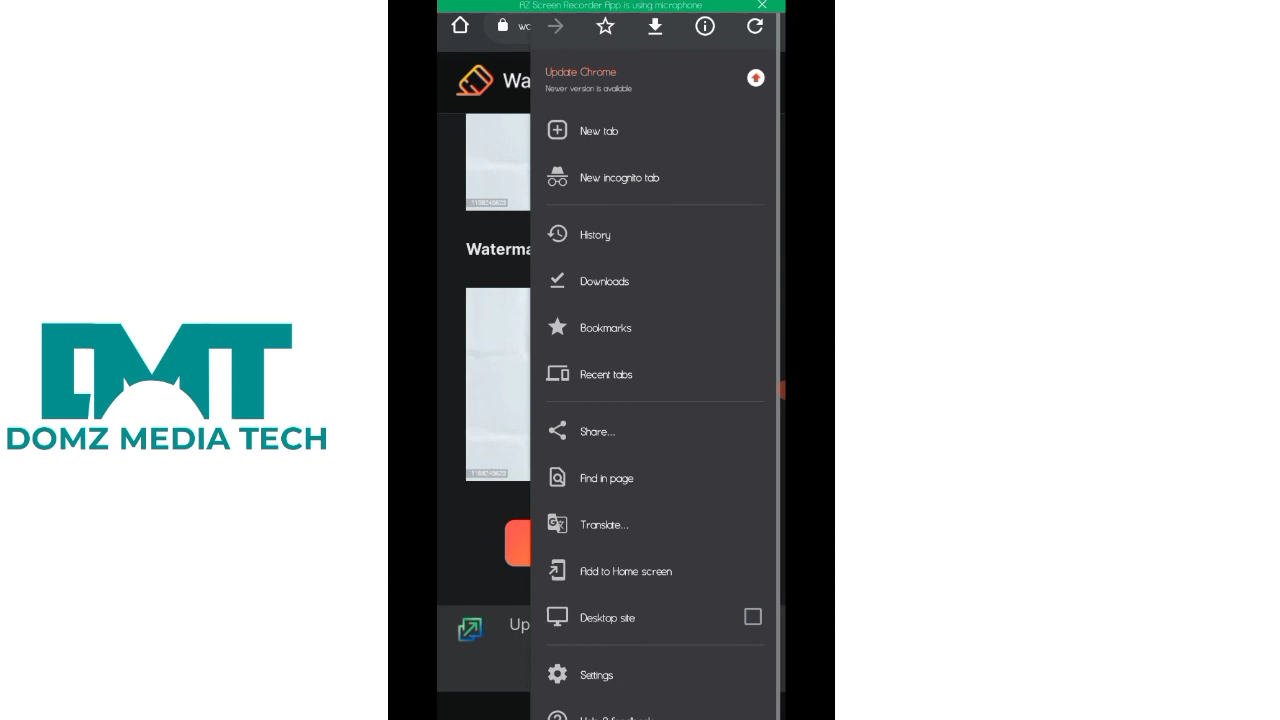 AZ Screen Recorder App is using microphone
wc
Update Chrome
Newer version is available
Wa
New tab
New incognito tab
History
Waterma
Downloads
Bookmarks
Recent tabs
Share...
Find in page
Translate...
Add to Home screen
Desktop site
Up
Settings
DMT
DOMZ MEDIA TECH